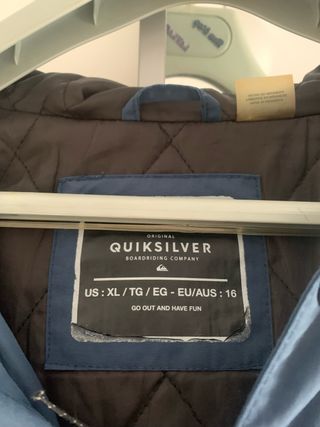 ORIGINAL
QUIKSILVER
BOARDRIDING COMPANY
US : XL / TG / EG - EU/AUS : 16
GO OUT AND HAVE FUN